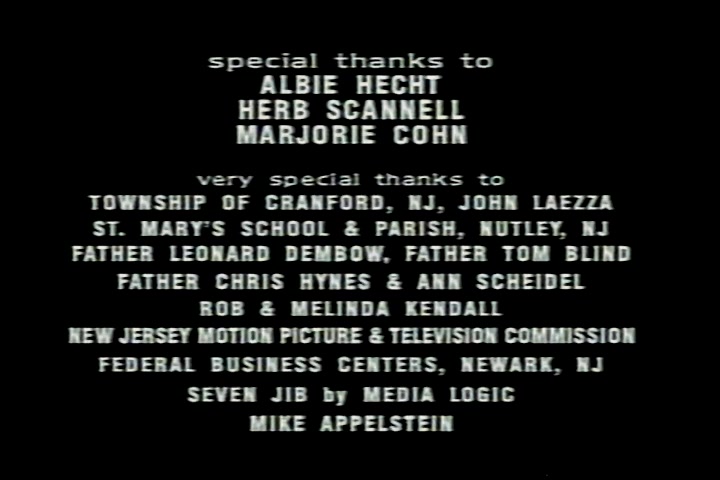 special thanks to
ALBIE HECHT
HERB SCANNELL
MARJORIE COHN
very special thanks to
TOWNSHIP OF CRANFORD, NJ, JOHN LAEZZA
ST. MARY'S SCHOOL & PARISH, NUTLEY, NJ
FATHER LEONARD DEMBOW, FATHER TOM BLIND
FATHER CHRIS HYNES & ANN SCHEIDEL
ROB & MELINDA KENDALL
NEW JERSEY MOTION PICTURE & TELEVISION COMMISSION
FEDERAL BUSINESS CENTERS, NEWARK, NJ
SEVEN JIB by MEDIA LOGIC
MIKE APPELSTEIN